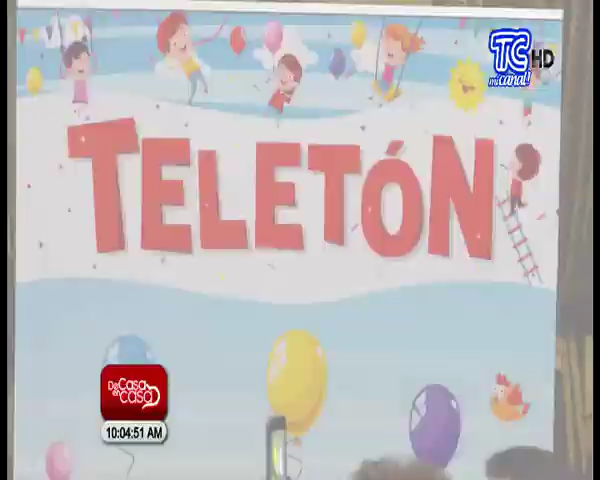 TC HD
mi canal!
TELETÓN
De Casa
en casa
10:04:51 AM